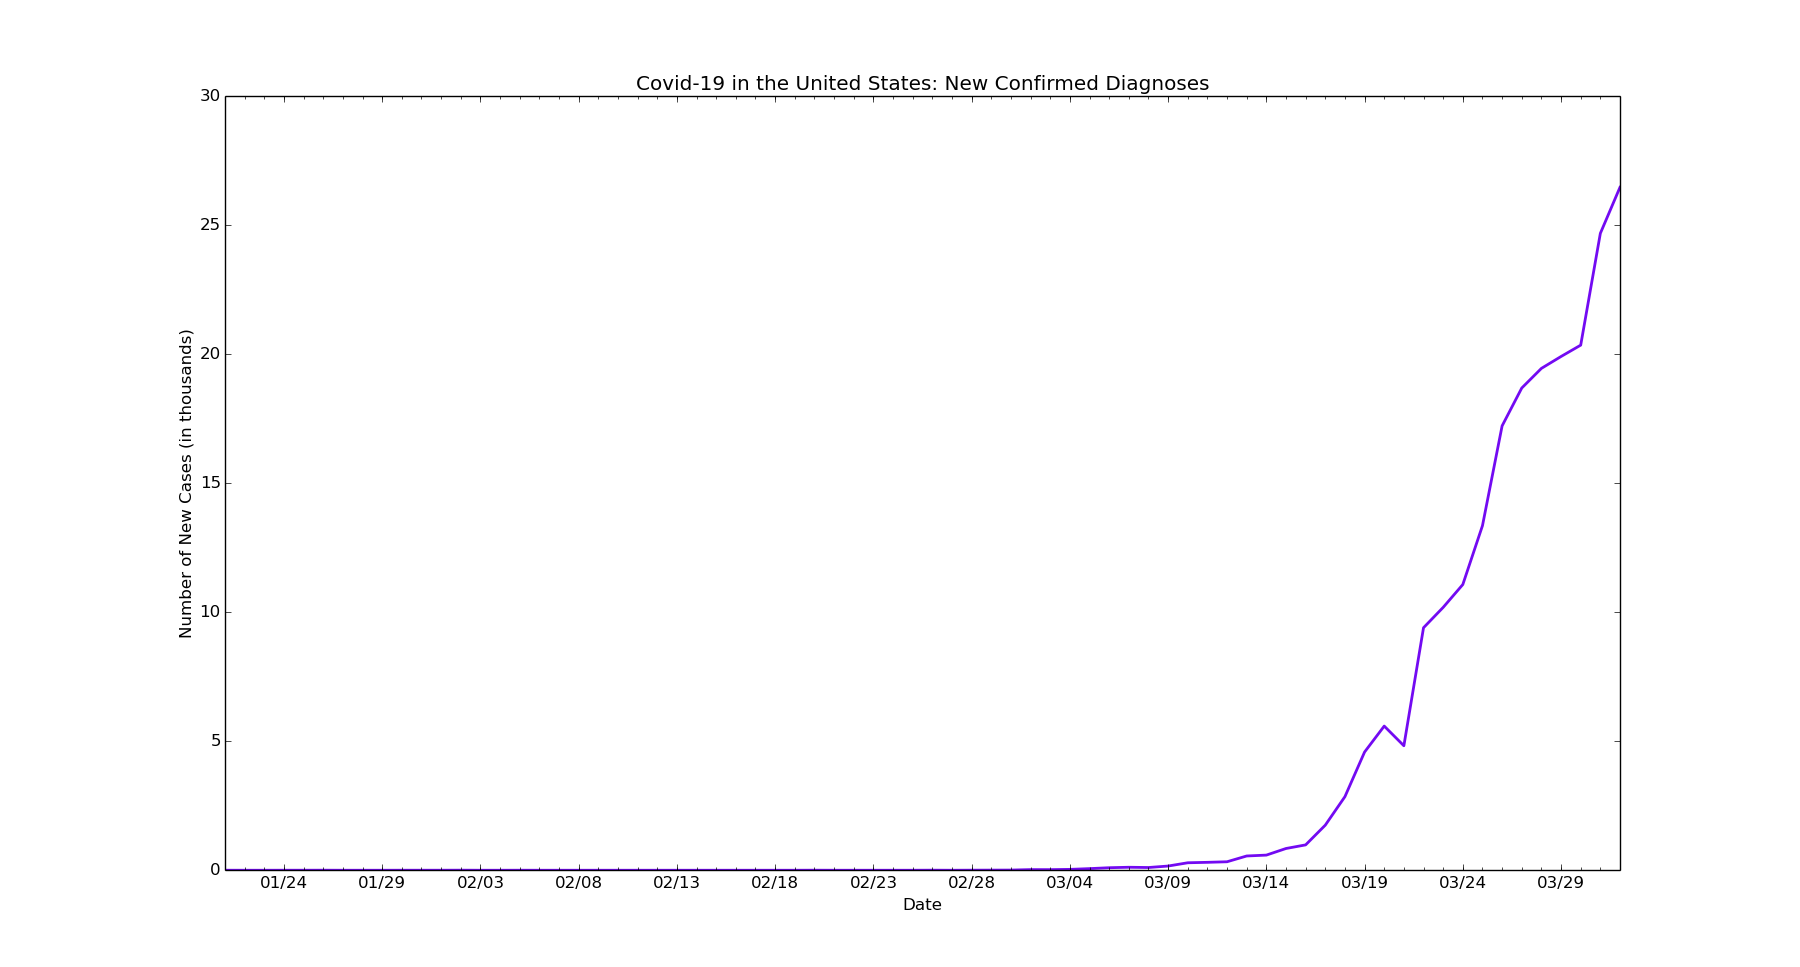 Covid-19 in the United States: New Confirmed Diagnoses
30
25
20
15
10
5
0
Number of New Cases (in thousands)
01/24 01/29 02/03 02/08 02/13 02/18 02/23 02/28 03/04 03/09 03/14 03/19 03/24 03/29
Date